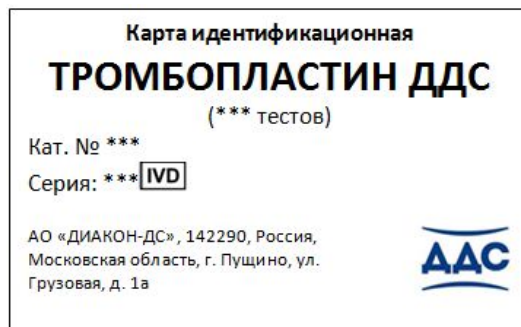 Карта идентификационная
ТРОМБОПЛАСТИН ДДС
(*** тестов)
Кат. № ***
Серия: *** IVD
АО «ДИАКОН-ДС», 142290, Россия,
Московская область, г. Пущино, ул.
Грузовая, д. 1а
ДДС